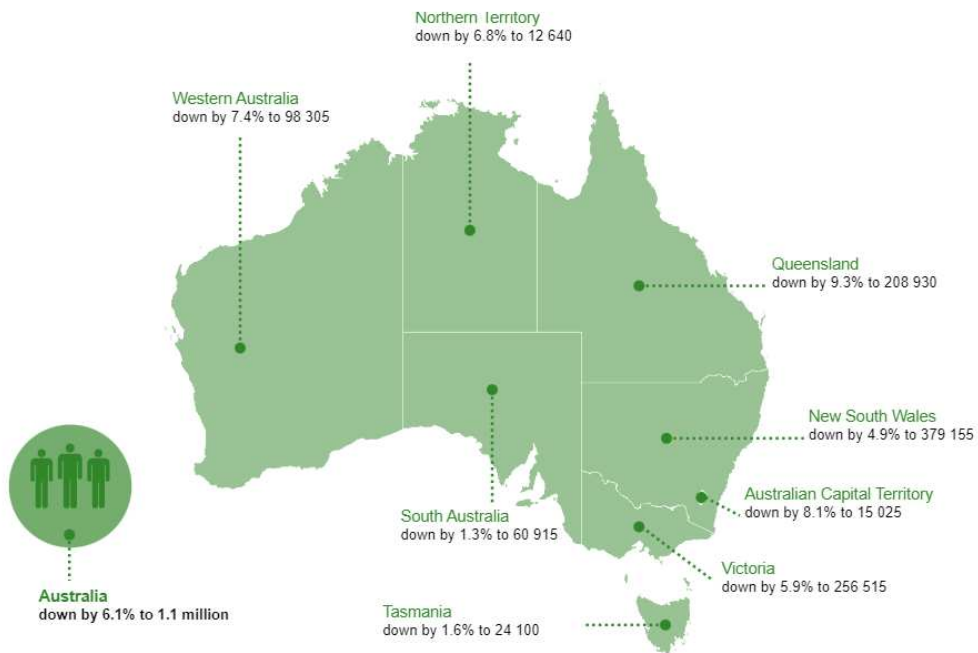 Northern Territory
down by 6.8% to 12 640
Western Australia
down by 7.4% to 98 305
Queensland
down by 9.3% to 208 930
New South Wales
down by 4.9% to 379 155
Australian Capital Territory
down by 8.1% to 15 025
South Australia
down by 1.3% to 60 915
Victoria
down by 5.9% to 256 515
Australia
down by 6.1% to 1.1 million
Tasmania
down by 1.6% to 24 100